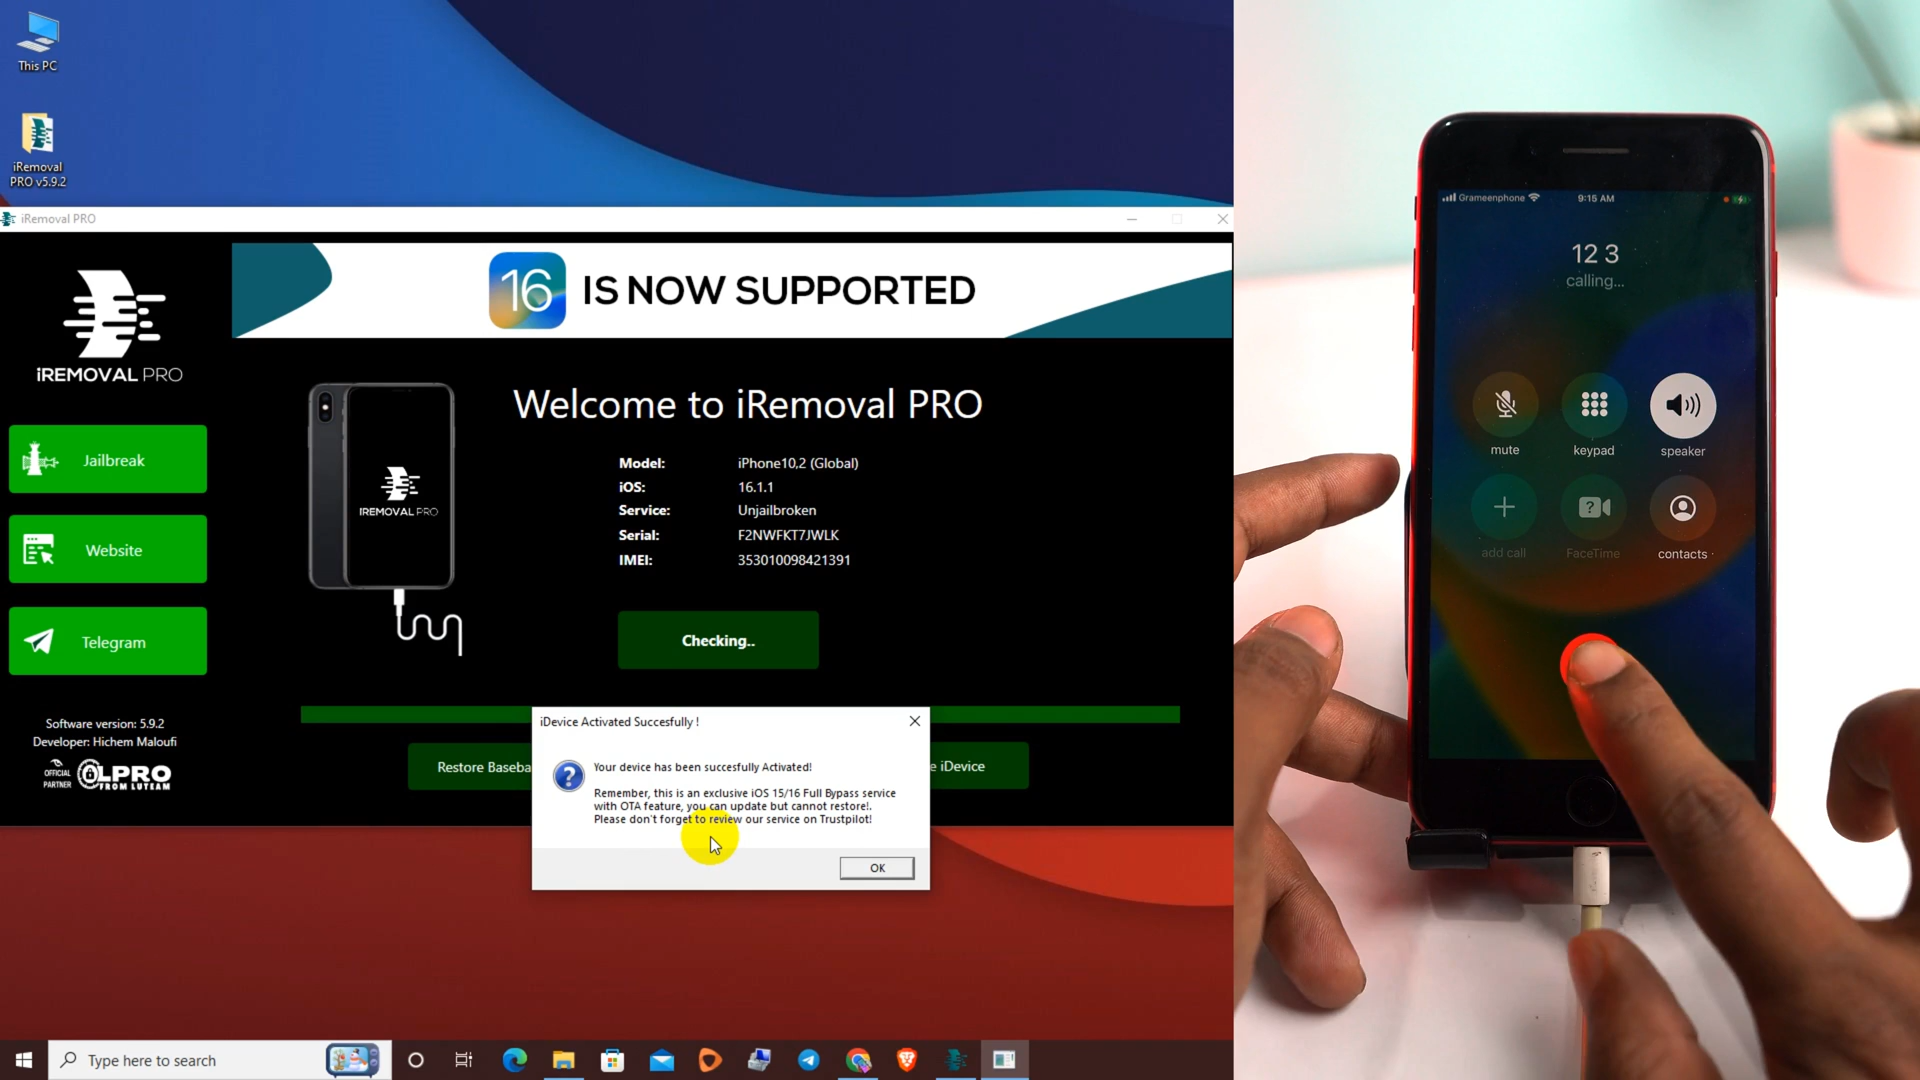 This PC
iRemoval
PRO v5.9.2
iRemoval PRO
16 IS NOW SUPPORTED
iREMOVAL PRO
Welcome to iRemoval PRO
Model: iPhone10,2 (Global)
iOS: 16.1.1
Service: Unjailbroken
Serial: F2NWFKT7JWLK
IMEI: 353010098421391
IREMOVAL PRO
Checking..
Jailbreak
Website
Telegram
Software version: 5.9.2
Developer: Hichem Maloufi
OFFICIAL
PARTNER
LPRO
FROM LUTEAM
Restore Baseba
e iDevice
iDevice Activated Succesfully !
Your device has been succesfully Activated!
Remember, this is an exclusive iOS 15/16 Full Bypass service
with OTA feature, you can update but cannot restore!.
Please don't forget to review our service on Trustpilot!
OK
Type here to search
Grameenphone
9:15 AM
12 3
calling...
mute
keypad
speaker
add call
FaceTime
contacts